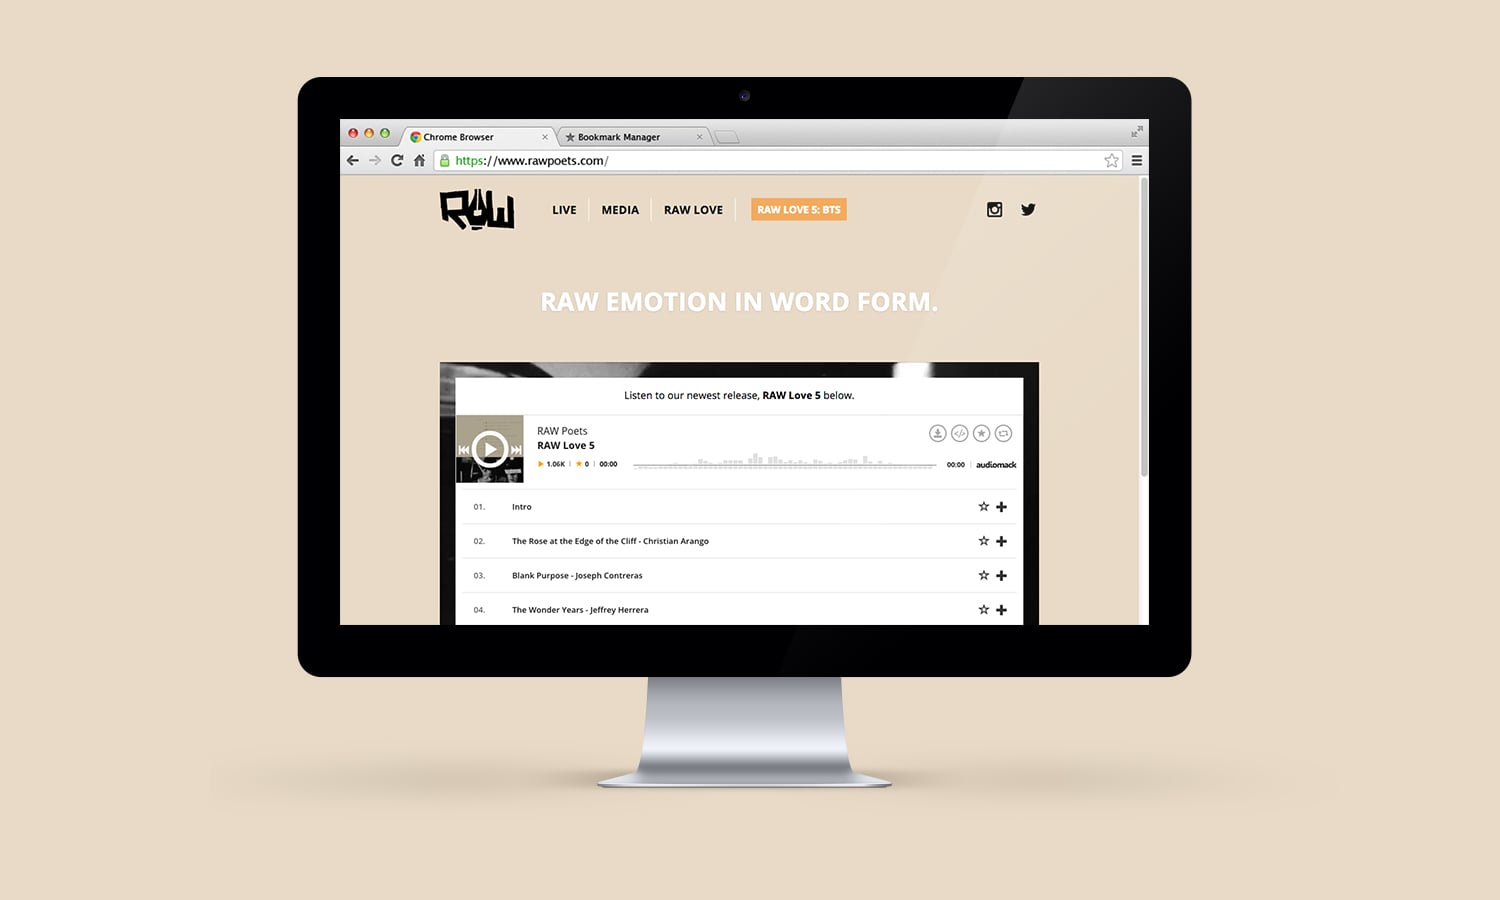 Chrome Browser
Bookmark Manager
https://www.rawpoets.com/
RAW
LIVE
MEDIA
RAW LOVE
RAW LOVE 5: BTS
RAW EMOTION IN WORD FORM.
Listen to our newest release, RAW Love 5 below.
RAW Poets
RAW Love 5
1.06K
0
00:00
00:00
audiomack
01. Intro
02. The Rose at the Edge of the Cliff - Christian Arango
03. Blank Purpose - Joseph Contreras
04. The Wonder Years - Jeffrey Herrera